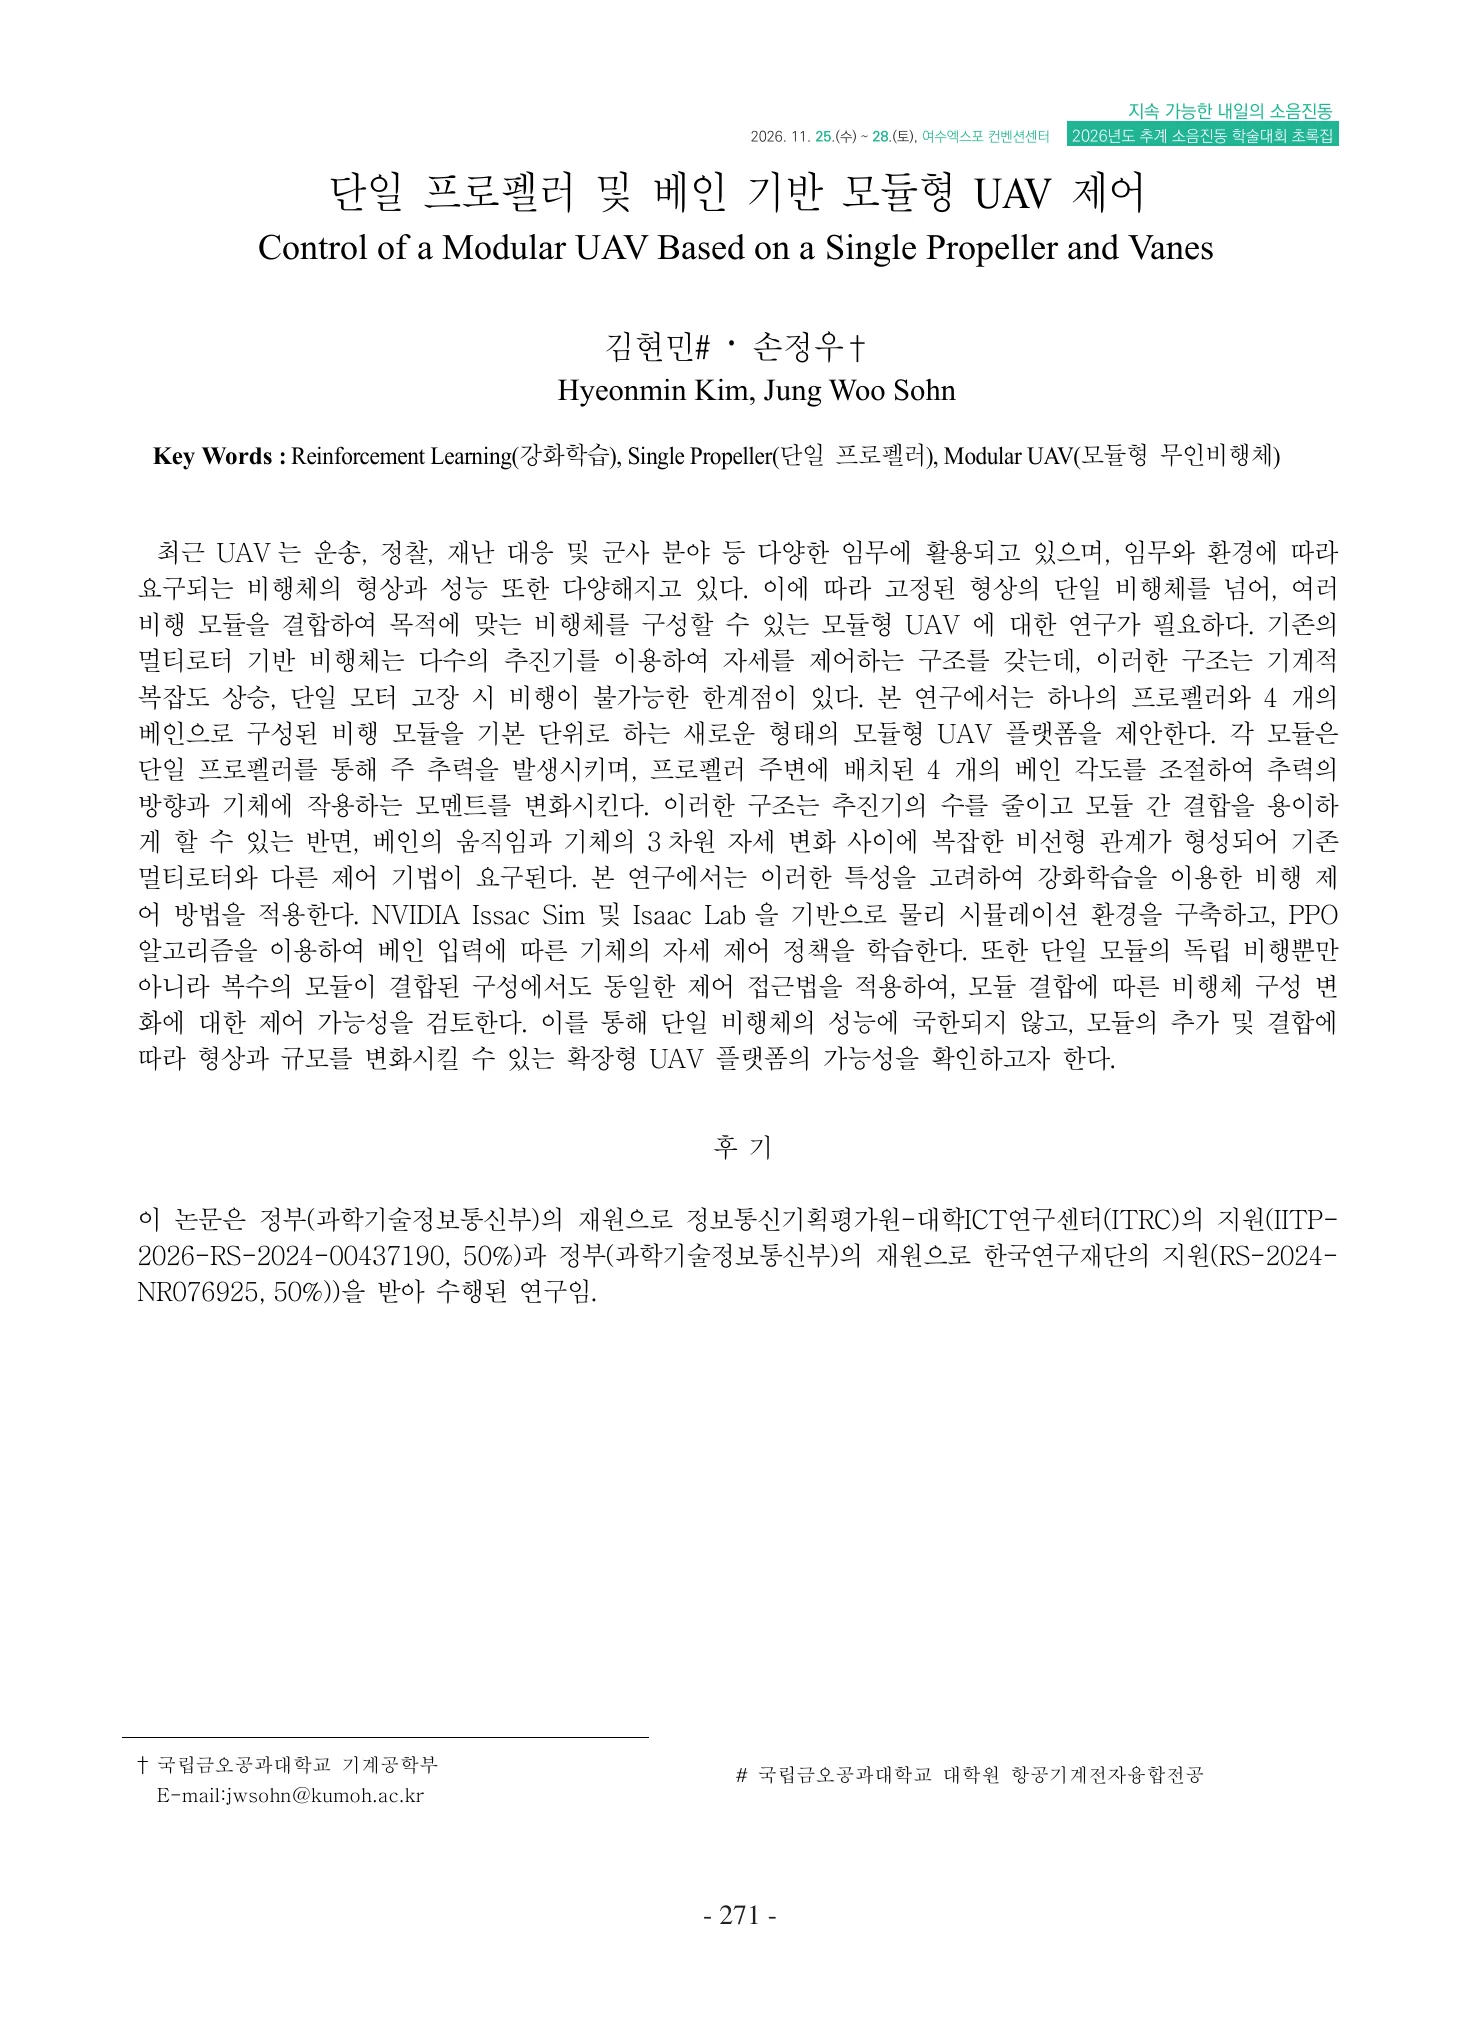 지속 가능한 내일의 소음진동
2026. 11. 25.(수) ~ 28.(토), 여수엑스포 컨벤션센터 2026년도 추계 소음진동 학술대회 초록집
단일 프로펠러 및 베인 기반 모듈형 UAV 제어
Control of a Modular UAV Based on a Single Propeller and Vanes
김현민# · 손정우†
Hyeonmin Kim, Jung Woo Sohn
Key Words : Reinforcement Learning(강화학습), Single Propeller(단일 프로펠러), Modular UAV(모듈형 무인비행체)
최근 UAV 는 운송, 정찰, 재난 대응 및 군사 분야 등 다양한 임무에 활용되고 있으며, 임무와 환경에 따라
요구되는 비행체의 형상과 성능 또한 다양해지고 있다. 이에 따라 고정된 형상의 단일 비행체를 넘어, 여러
비행 모듈을 결합하여 목적에 맞는 비행체를 구성할 수 있는 모듈형 UAV 에 대한 연구가 필요하다. 기존의
멀티로터 기반 비행체는 다수의 추진기를 이용하여 자세를 제어하는 구조를 갖는데, 이러한 구조는 기계적
복잡도 상승, 단일 모터 고장 시 비행이 불가능한 한계점이 있다. 본 연구에서는 하나의 프로펠러와 4 개의
베인으로 구성된 비행 모듈을 기본 단위로 하는 새로운 형태의 모듈형 UAV 플랫폼을 제안한다. 각 모듈은
단일 프로펠러를 통해 주 추력을 발생시키며, 프로펠러 주변에 배치된 4 개의 베인 각도를 조절하여 추력의
방향과 기체에 작용하는 모멘트를 변화시킨다. 이러한 구조는 추진기의 수를 줄이고 모듈 간 결합을 용이하
게 할 수 있는 반면, 베인의 움직임과 기체의 3 차원 자세 변화 사이에 복잡한 비선형 관계가 형성되어 기존
멀티로터와 다른 제어 기법이 요구된다. 본 연구에서는 이러한 특성을 고려하여 강화학습을 이용한 비행 제
어 방법을 적용한다. NVIDIA Issac Sim 및 Isaac Lab 을 기반으로 물리 시뮬레이션 환경을 구축하고, PPO
알고리즘을 이용하여 베인 입력에 따른 기체의 자세 제어 정책을 학습한다. 또한 단일 모듈의 독립 비행뿐만
아니라 복수의 모듈이 결합된 구성에서도 동일한 제어 접근법을 적용하여, 모듈 결합에 따른 비행체 구성 변
화에 대한 제어 가능성을 검토한다. 이를 통해 단일 비행체의 성능에 국한되지 않고, 모듈의 추가 및 결합에
따라 형상과 규모를 변화시킬 수 있는 확장형 UAV 플랫폼의 가능성을 확인하고자 한다.
후 기
이 논문은 정부(과학기술정보통신부)의 재원으로 정보통신기획평가원-대학ICT연구센터(ITRC)의 지원(IITP-
2026-RS-2024-00437190, 50%)과 정부(과학기술정보통신부)의 재원으로 한국연구재단의 지원(RS-2024-
NR076925, 50%))을 받아 수행된 연구임.
† 국립금오공과대학교 기계공학부
E-mail:jwsohn@kumoh.ac.kr
# 국립금오공과대학교 대학원 항공기계전자융합전공
- 271 -